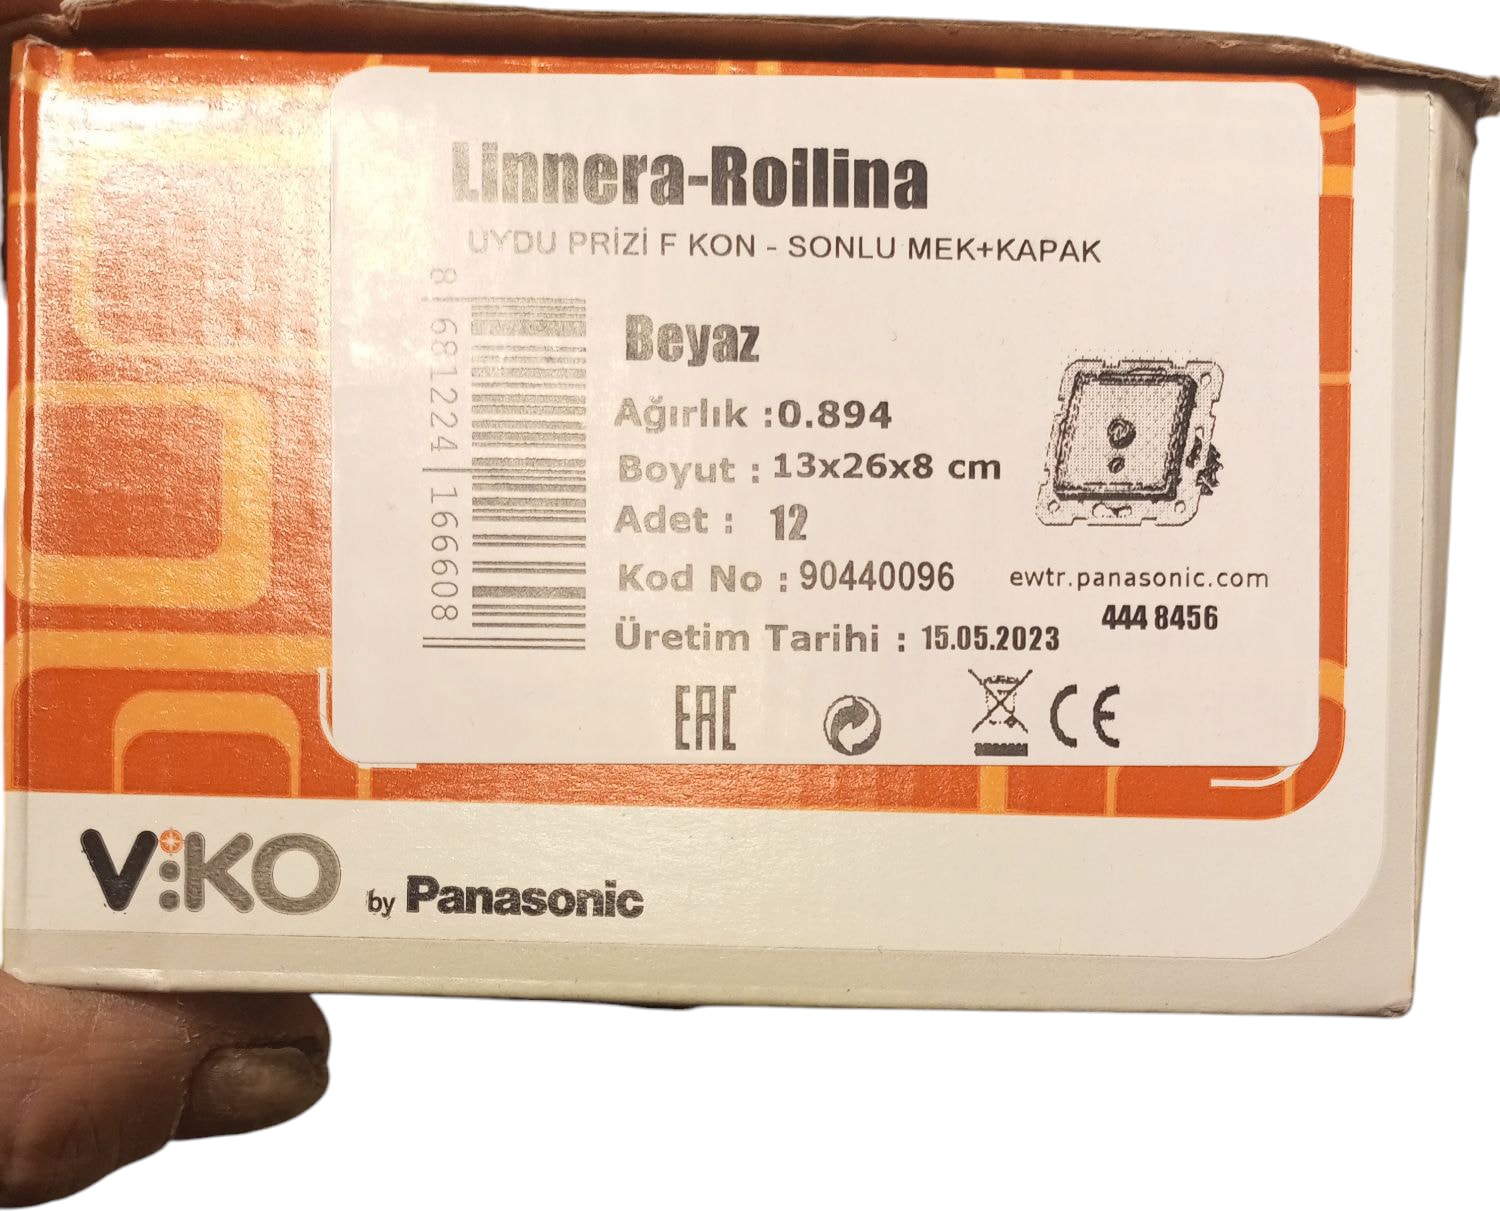 Linnera-Rollina
UYDU PRİZİ F KON - SONLU MEK+KAPAK
8 681224 166608
Beyaz
Ağırlık :0.894
Boyut : 13x26x8 cm
Adet : 12
Kod No : 90440096
ewtr.panasonic.com
444 8456
Üretim Tarihi : 15.05.2023
EAC
CE
ViKO by Panasonic